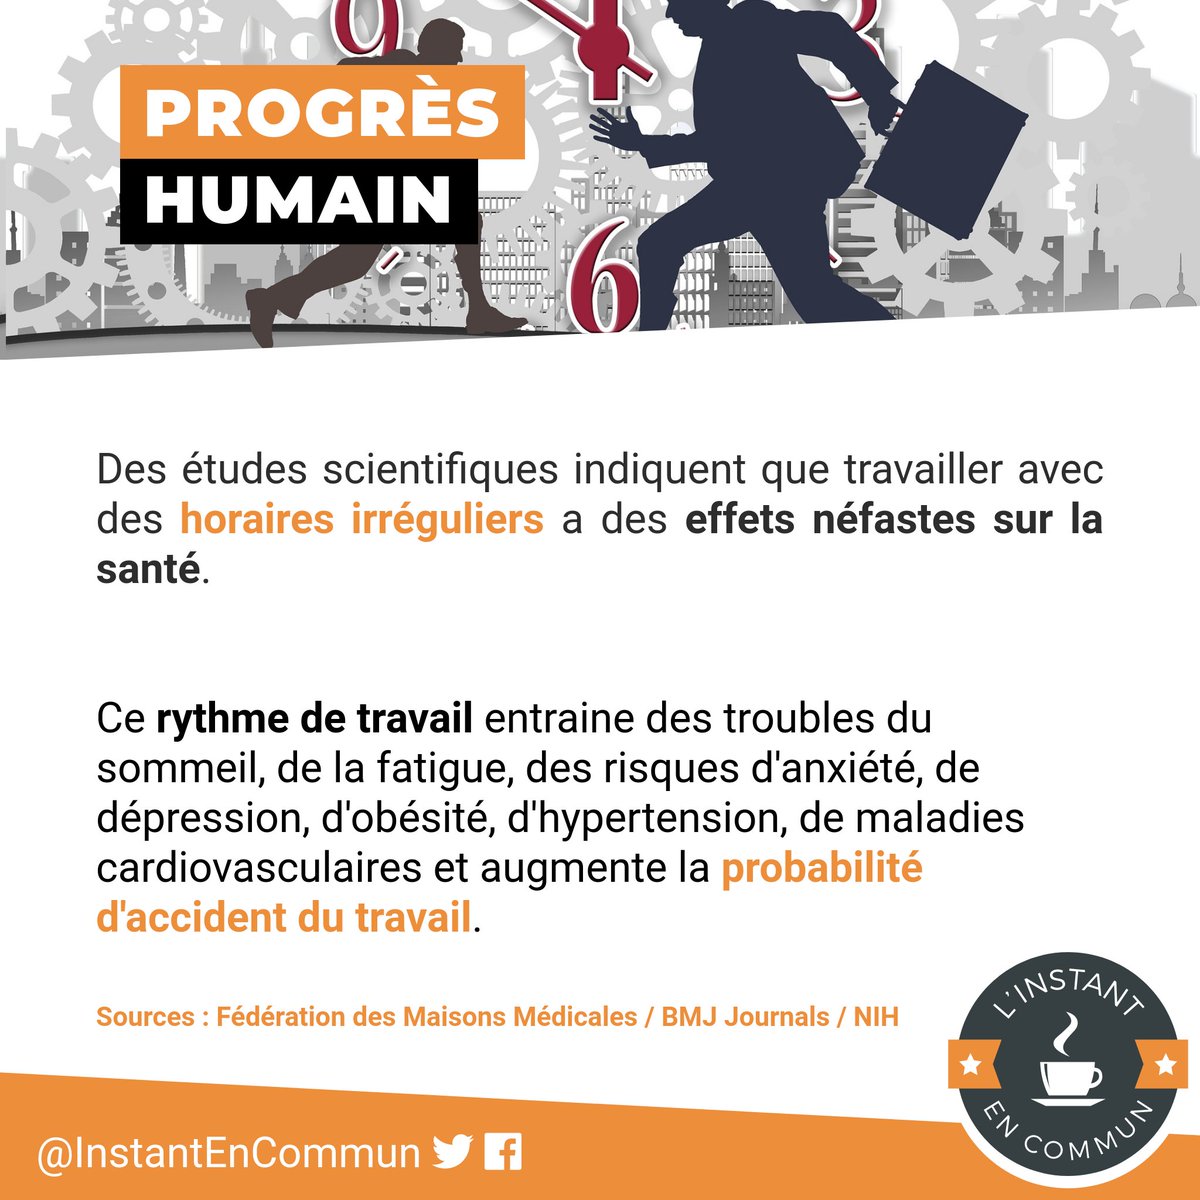 9
3
6
PROGRÈS
HUMAIN
Des études scientifiques indiquent que travailler avec
des horaires irréguliers a des effets néfastes sur la
santé.
Ce rythme de travail entraine des troubles du
sommeil, de la fatigue, des risques d'anxiété, de
dépression, d'obésité, d'hypertension, de maladies
cardiovasculaires et augmente la probabilité
d'accident du travail.
Sources : Fédération des Maisons Médicales / BMJ Journals / NIH
L'INSTANT
EN COMMUN
@InstantEnCommun